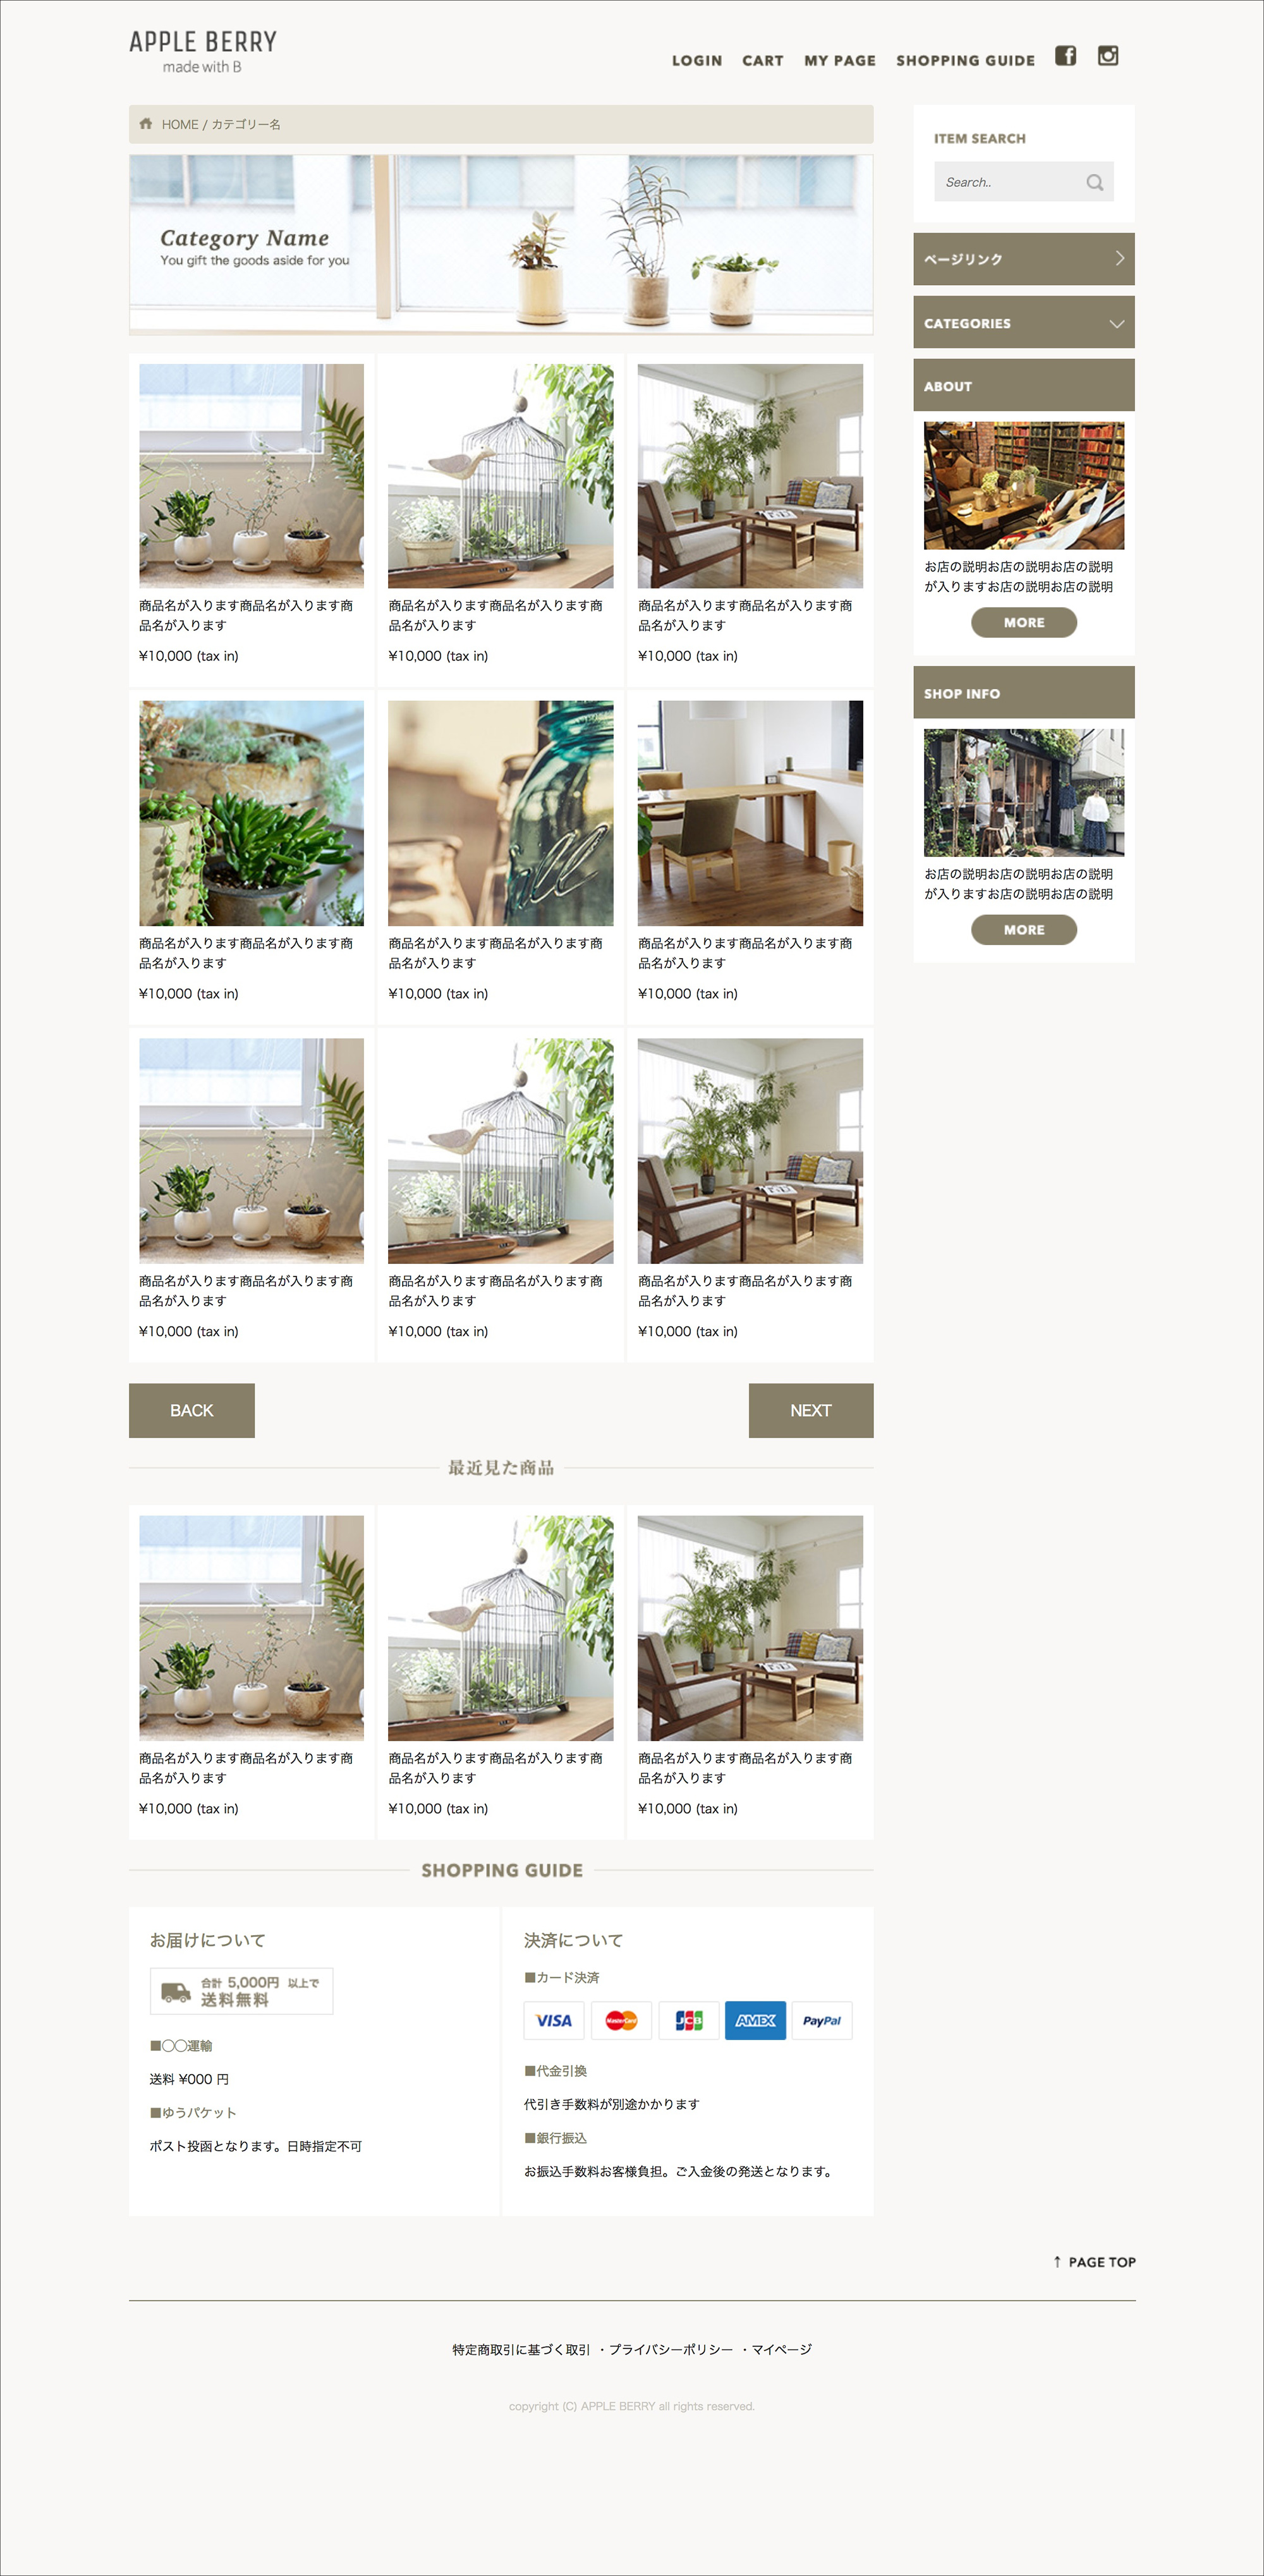 APPLE BERRY
made with B
LOGIN CART MY PAGE SHOPPING GUIDE
HOME / カテゴリー名
Category Name
You gift the goods aside for you
商品名が入ります商品名が入ります商
品名が入ります
¥10,000 (tax in)
商品名が入ります商品名が入ります商
品名が入ります
¥10,000 (tax in)
商品名が入ります商品名が入ります商
品名が入ります
¥10,000 (tax in)
商品名が入ります商品名が入ります商
品名が入ります
¥10,000 (tax in)
商品名が入ります商品名が入ります商
品名が入ります
¥10,000 (tax in)
商品名が入ります商品名が入ります商
品名が入ります
¥10,000 (tax in)
商品名が入ります商品名が入ります商
品名が入ります
¥10,000 (tax in)
商品名が入ります商品名が入ります商
品名が入ります
¥10,000 (tax in)
商品名が入ります商品名が入ります商
品名が入ります
¥10,000 (tax in)
BACK
NEXT
最近見た商品
商品名が入ります商品名が入ります商
品名が入ります
¥10,000 (tax in)
商品名が入ります商品名が入ります商
品名が入ります
¥10,000 (tax in)
商品名が入ります商品名が入ります商
品名が入ります
¥10,000 (tax in)
SHOPPING GUIDE
お届けについて
合計 5,000円 以上で
送料無料
■◯◯運輸
送料 ¥000 円
■ゆうパケット
ポスト投函となります。日時指定不可
決済について
■カード決済
VISA MasterCard JCB AMEX PayPal
■代金引換
代引き手数料が別途かかります
■銀行振込
お振込手数料お客様負担。ご入金後の発送となります。
ITEM SEARCH
Search..
ページリンク
CATEGORIES
ABOUT
お店の説明お店の説明お店の説明
が入りますお店の説明お店の説明
MORE
SHOP INFO
お店の説明お店の説明お店の説明
が入りますお店の説明お店の説明
MORE
↑ PAGE TOP
特定商取引に基づく取引 ・プライバシーポリシー ・マイページ
copyright (C) APPLE BERRY all rights reserved.